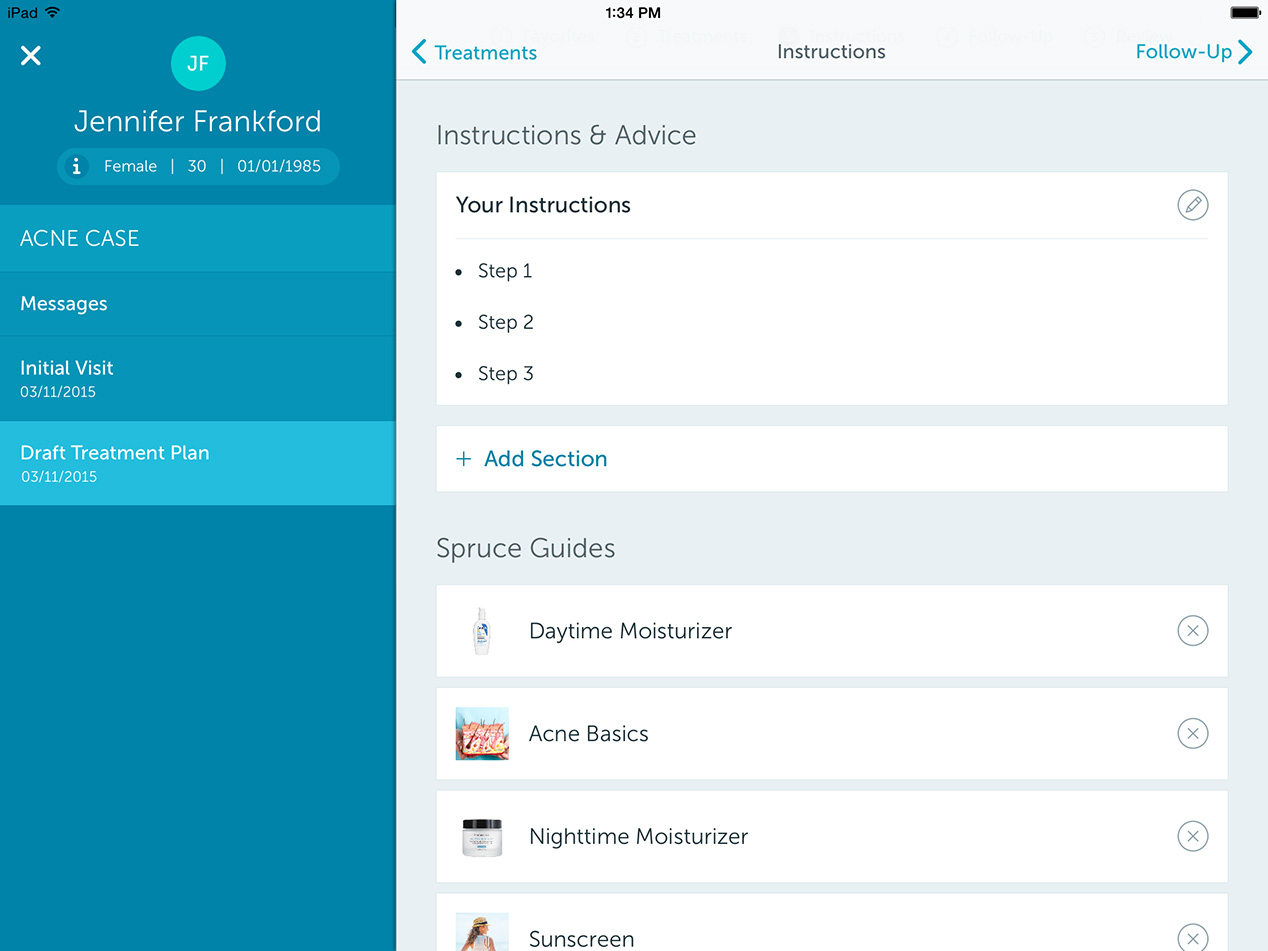 iPad
1:34 PM
JF
Jennifer Frankford
i Female | 30 | 01/01/1985
ACNE CASE
Messages
Initial Visit
03/11/2015
Draft Treatment Plan
03/11/2015
Treatments
Instructions
Follow-Up
Instructions & Advice
Your Instructions
• Step 1
• Step 2
• Step 3
+ Add Section
Spruce Guides
Daytime Moisturizer
Acne Basics
Nighttime Moisturizer
Sunscreen